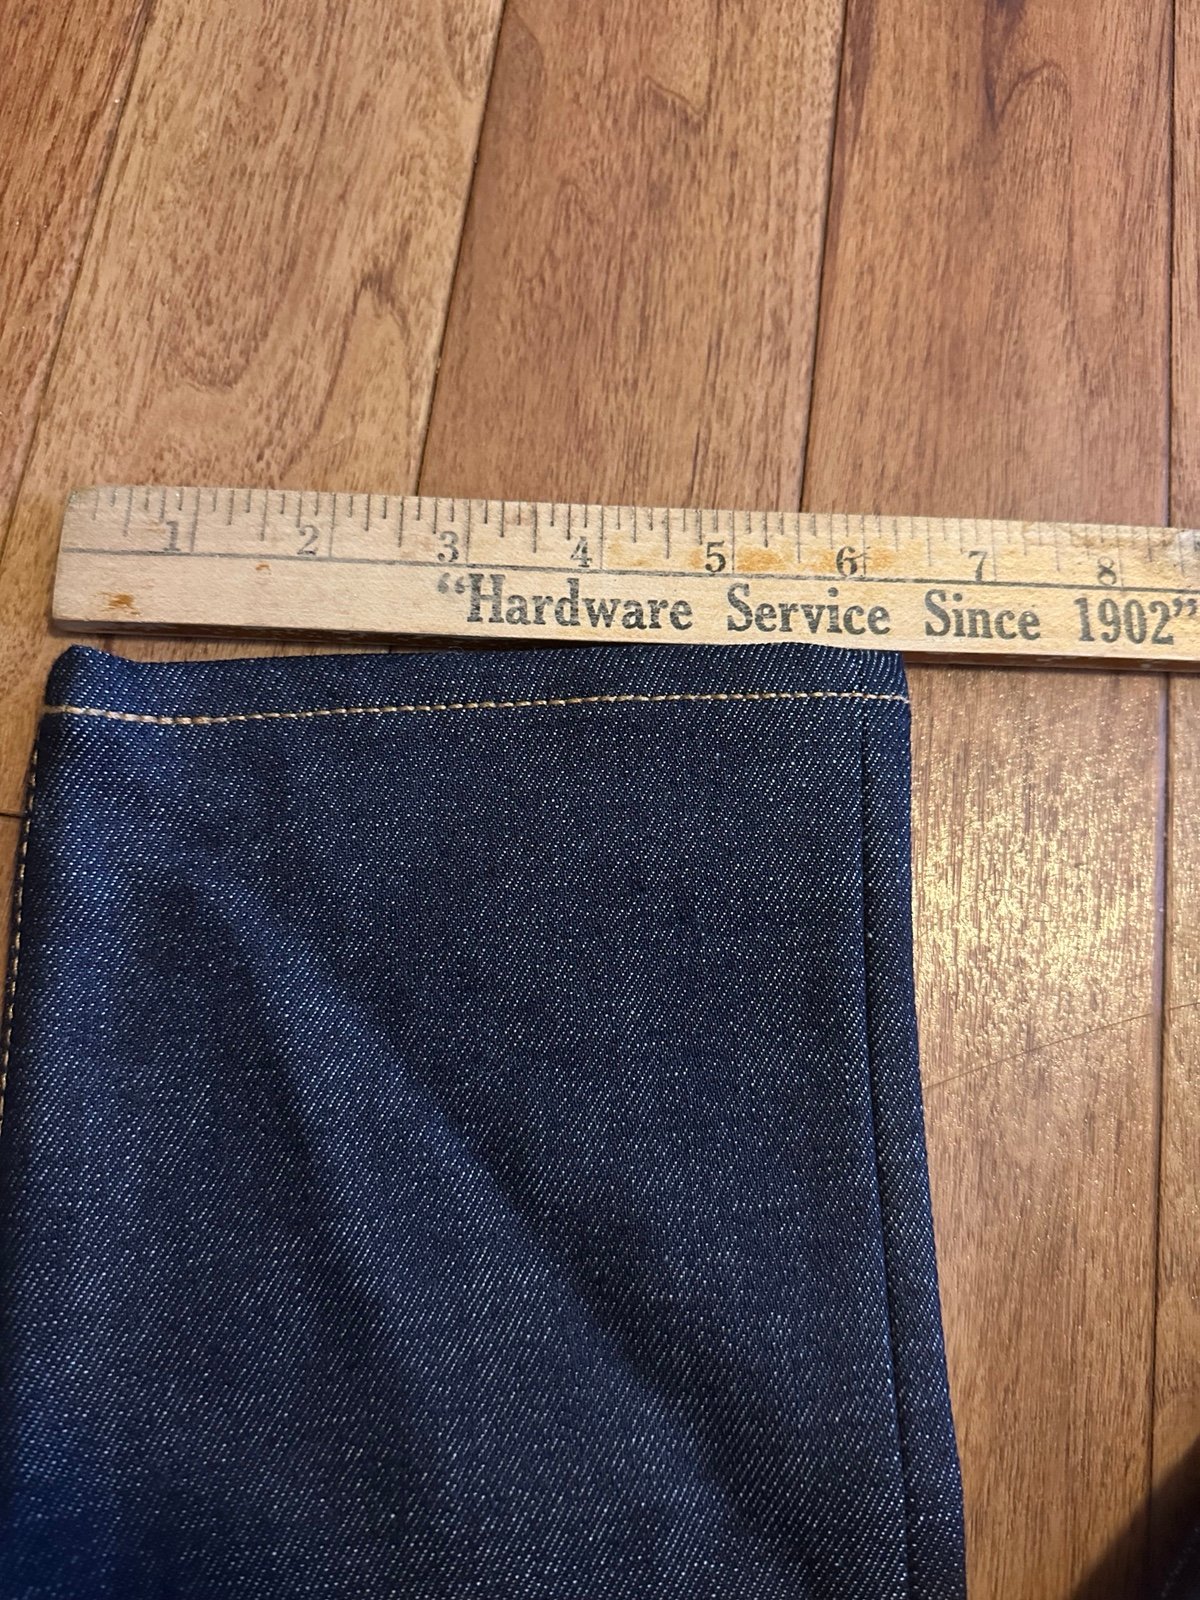 1 2 3 4 5 6 7 8
“Hardware Service Since 1902”